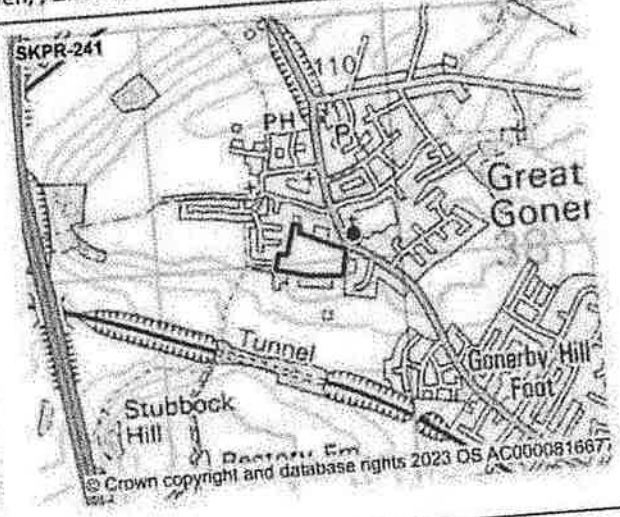 SKPR-241
110
PH
P
Great
Goner
Tunnel
Gonerby Hill
Foot
Stubbock
Hill
© Crown copyright and database rights 2023 OS AC000081667